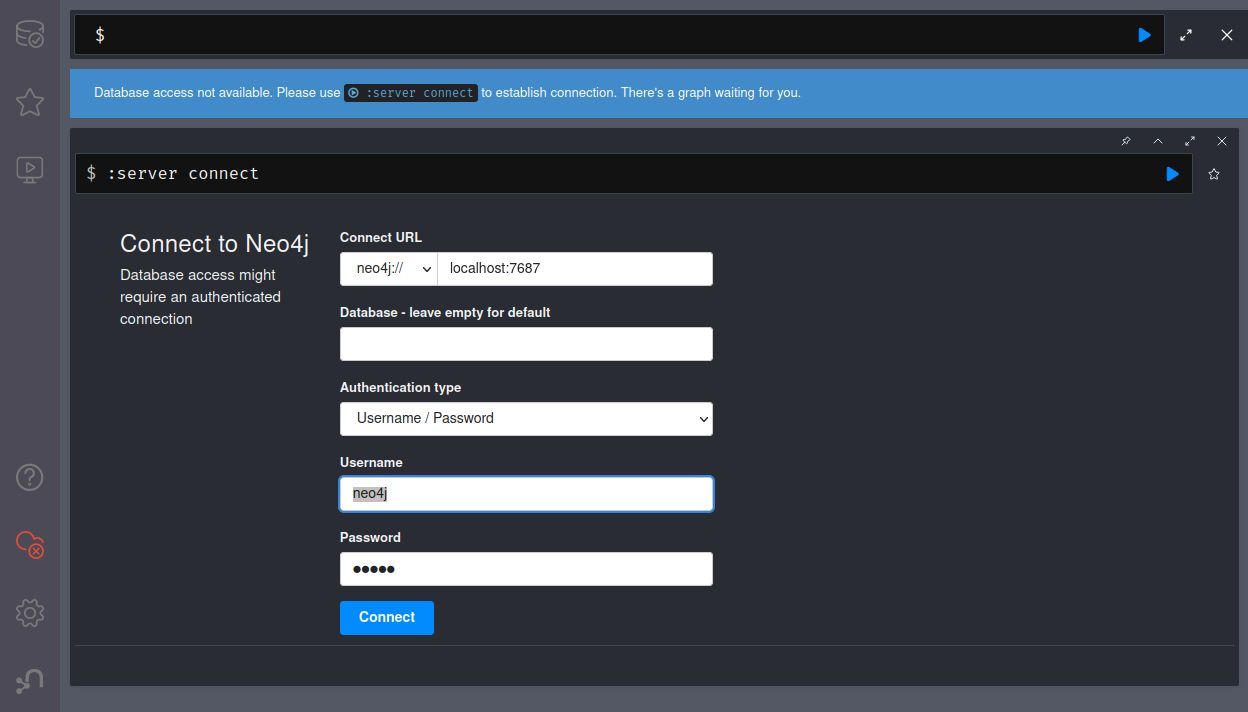 $
Database access not available. Please use :server connect to establish connection. There's a graph waiting for you.
$ :server connect
Connect to Neo4j
Database access might
require an authenticated
connection
Connect URL
neo4j:// localhost:7687
Database - leave empty for default
Authentication type
Username / Password
Username
neo4j
Password
●●●●●
Connect